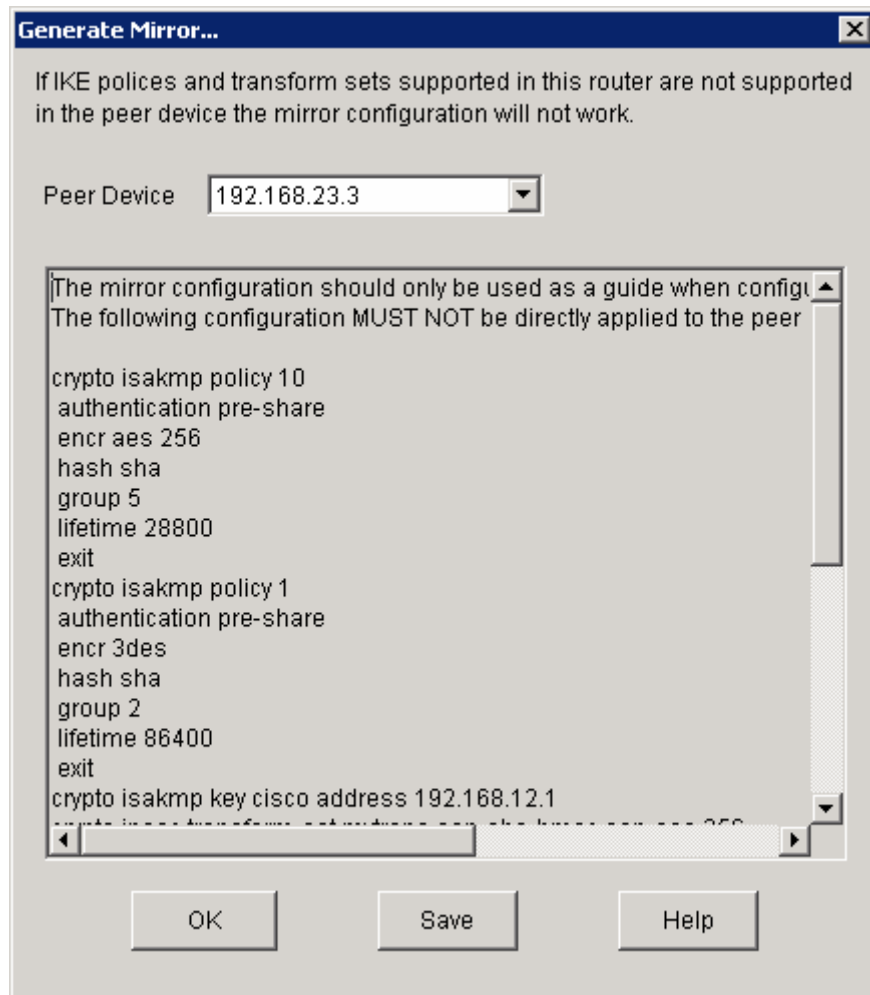 Generate Mirror...
If IKE polices and transform sets supported in this router are not supported
in the peer device the mirror configuration will not work.
Peer Device 192.168.23.3
The mirror configuration should only be used as a guide when
The following configuration MUST NOT be directly applied to the peer
crypto isakmp policy 10
authentication pre-share
encr aes 256
hash sha
group 5
lifetime 28800
exit
crypto isakmp policy 1
authentication pre-share
encr 3des
hash sha
group 2
lifetime 86400
exit
crypto isakmp key cisco address 192.168.12.1
OK Save Help